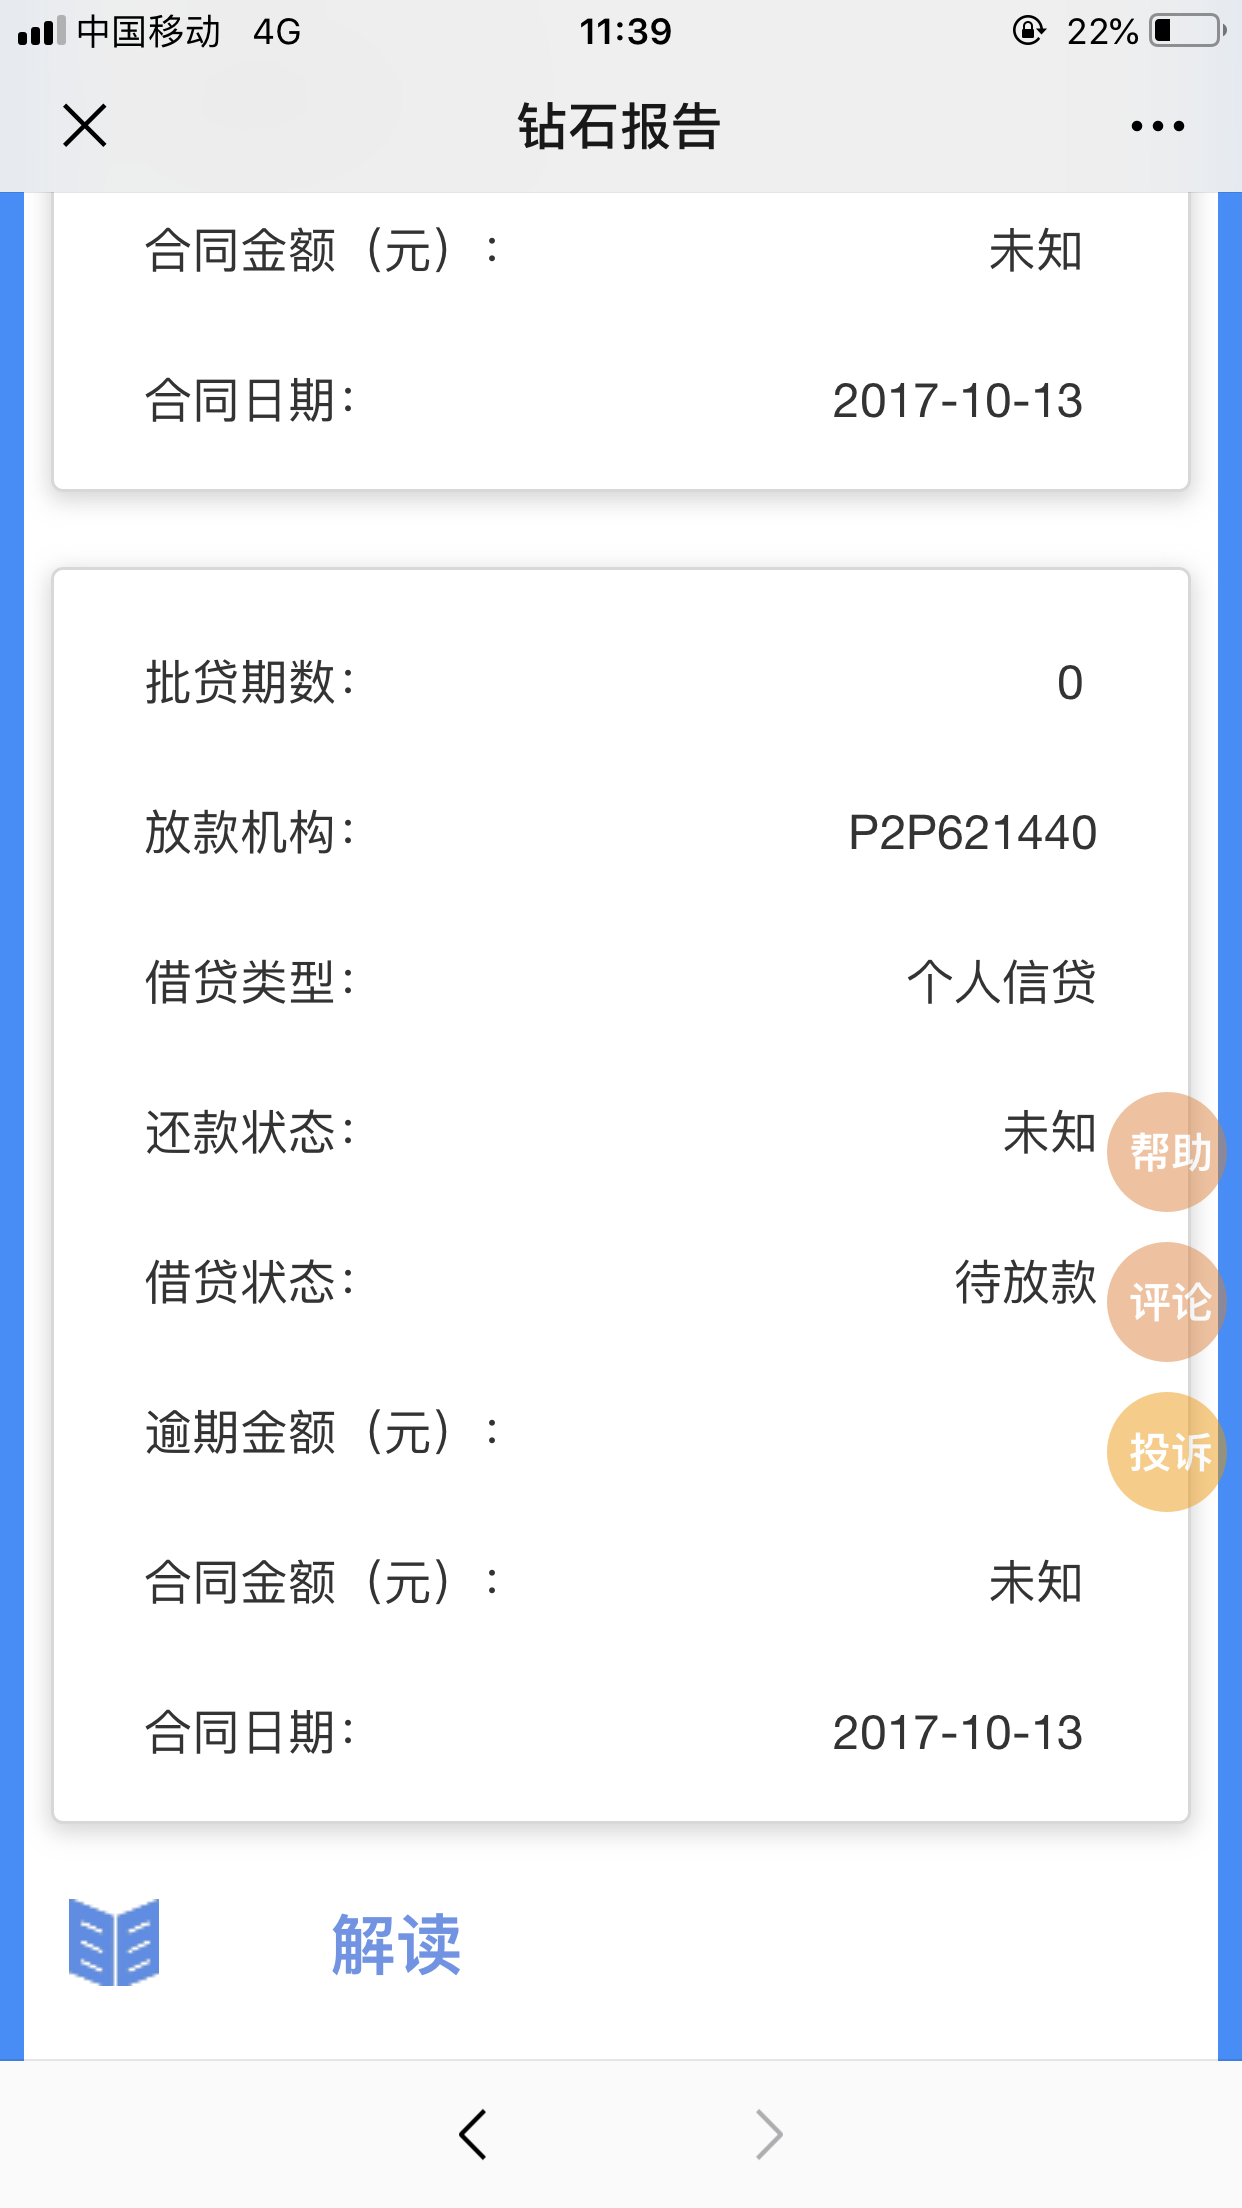 中国移动 4G 11:39 22%
钻石报告
合同金额（元）： 未知
合同日期： 2017-10-13
批贷期数： 0
放款机构： P2P621440
借贷类型： 个人信贷
还款状态： 未知
帮助
借贷状态： 待放款
评论
逾期金额（元）：
投诉
合同金额（元）： 未知
合同日期： 2017-10-13
解读